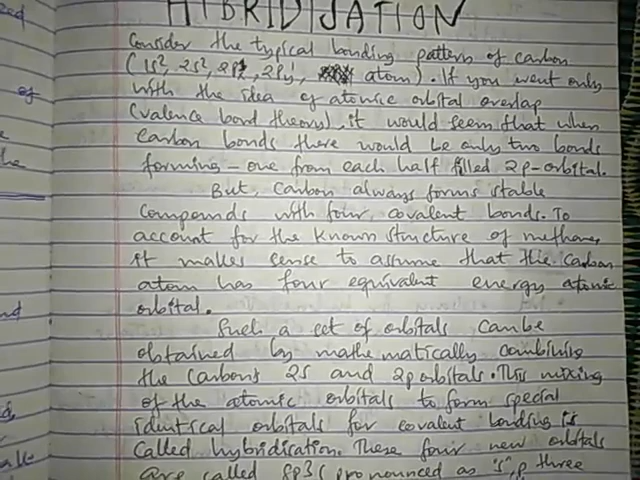 HYBRIDISATION
Consider the typical bonding pattern of carbon
(1s², 2s², 2p¹, 2py¹, atom). If you went only
with the idea of atomic orbital overlap
(valence bond theory), it would seem that when
carbon bonds there would be only two bonds
forming - one from each half filled 2p-orbital.
But, carbon always forms stable
compounds with four covalent bonds. To
account for the known structure of methane,
it makes sense to assume that the carbon
atom has four equivalent energy atomic
orbital.
Such a set of orbitals can be
obtained by mathematically combining
the carbon's 2s and 2p orbitals. This mixing
of the atomic orbitals to form special
identical orbitals for covalent bonding is
called hybridisation. These four new orbitals
are called sp3 (pronounced as "s", p three